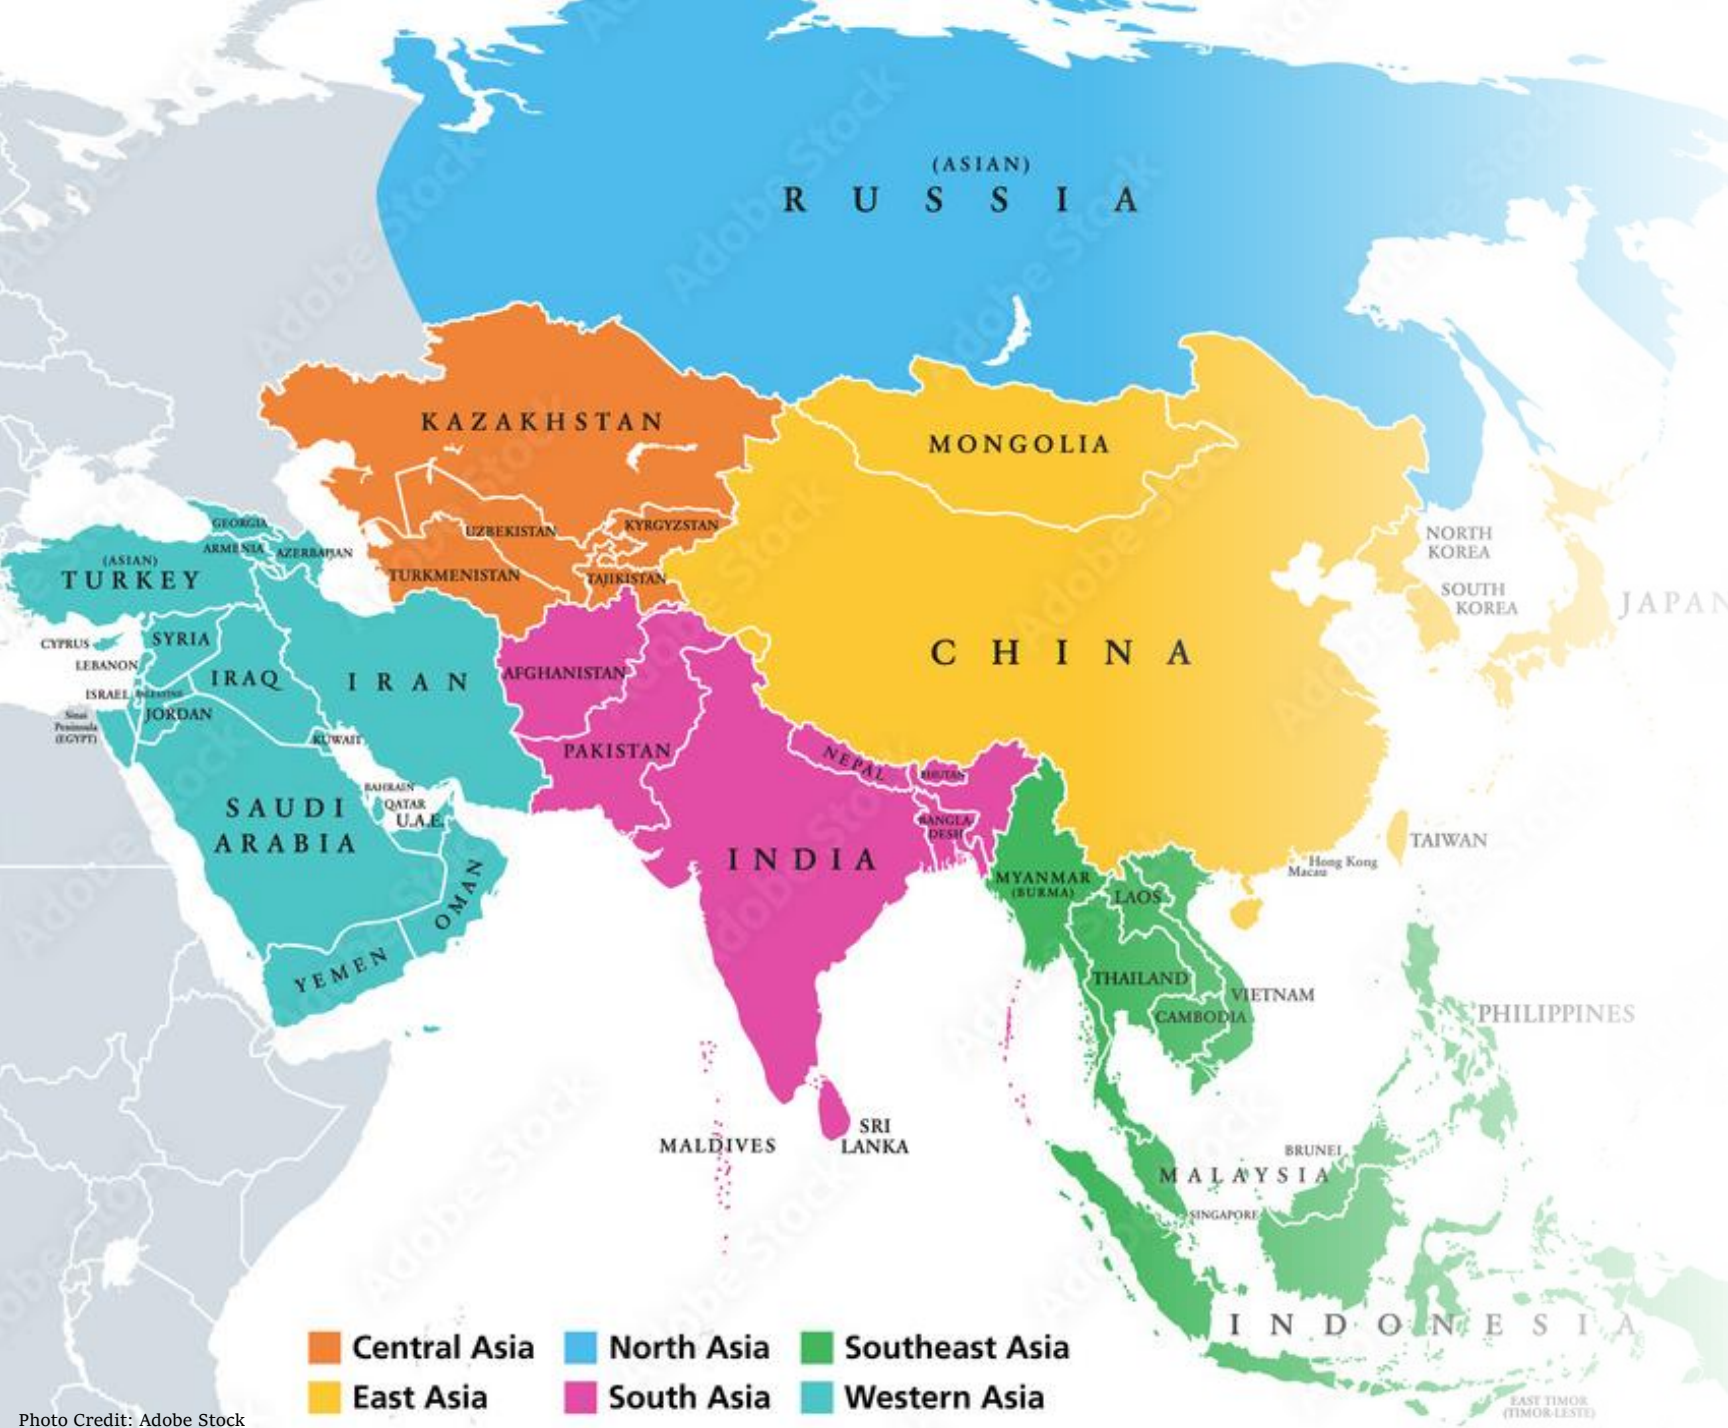 (ASIAN)
RUSSIA
KAZAKHSTAN
MONGOLIA
UZBEKISTAN
KYRGYZSTAN
TURKMENISTAN
TAJIKISTAN
GEORGIA
ARMENIA
AZERBAIJAN
(ASIAN)
TURKEY
NORTH
KOREA
SOUTH
KOREA
JAPAN
CYPRUS
SYRIA
LEBANON
IRAQ
IRAN
AFGHANISTAN
CHINA
ISRAEL
PALESTINE
JORDAN
Sinai
Peninsula
(EGYPT)
KUWAIT
PAKISTAN
NEPAL
BHUTAN
BAHRAIN
QATAR
U.A.E.
SAUDI
ARABIA
BANGLA-
DESH
INDIA
TAIWAN
Hong Kong
Macau
MYANMAR
(BURMA)
LAOS
OMAN
YEMEN
THAILAND
VIETNAM
CAMBODIA
PHILIPPINES
MALDIVES
SRI
LANKA
BRUNEI
MALAYSIA
SINGAPORE
INDONESIA
EAST TIMOR
(TIMOR-LESTE)
Central Asia
North Asia
Southeast Asia
East Asia
South Asia
Western Asia
Photo Credit: Adobe Stock
Adobe Stock